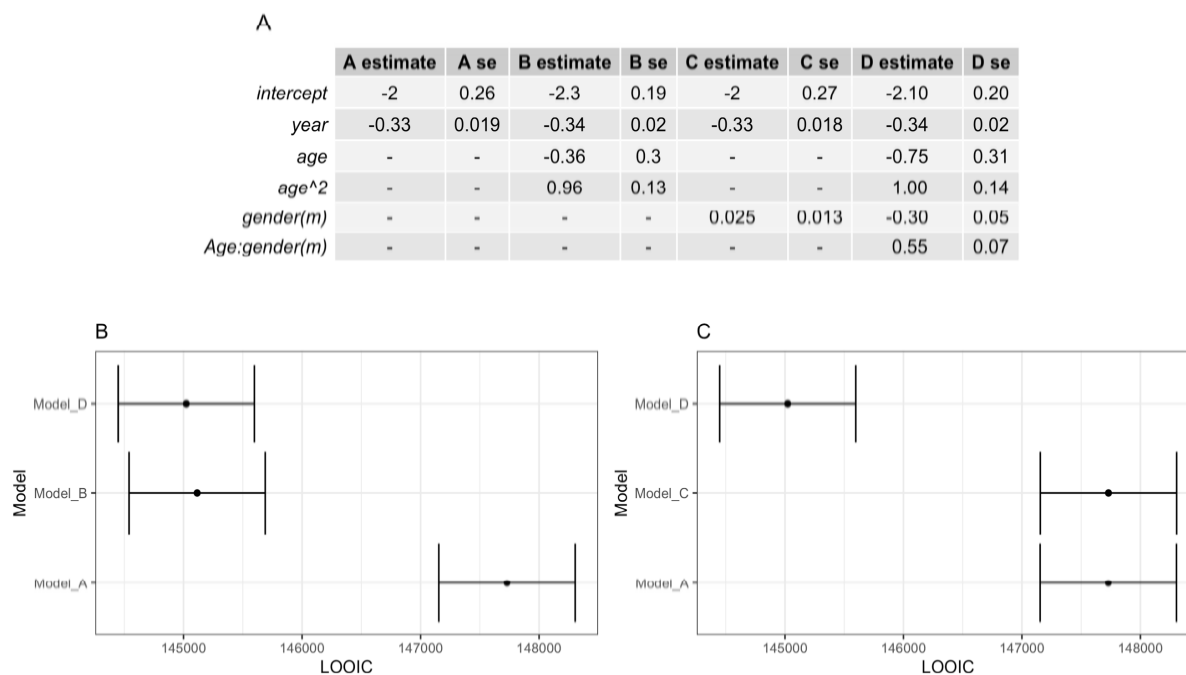 A
A estimate A se B estimate B se C estimate C se D estimate D se
intercept -2 0.26 -2.3 0.19 -2 0.27 -2.10 0.20
year -0.33 0.019 -0.34 0.02 -0.33 0.018 -0.34 0.02
age - - -0.36 0.3 - - -0.75 0.31
age^2 - - 0.96 0.13 - - 1.00 0.14
gender(m) - - - - 0.025 0.013 -0.30 0.05
Age:gender(m) - - - - - - 0.55 0.07
B
Model
Model_D
Model_B
Model_A
145000 146000 147000 148000
LOOIC
C
Model
Model_D
Model_C
Model_A
145000 146000 147000 148000
LOOIC